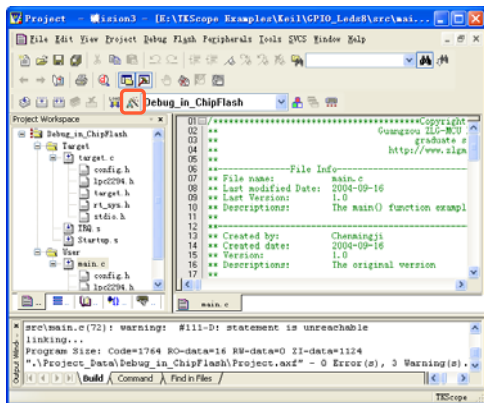 Project - µVision3 - [E:\TKScope Examples\Keil\GPIO_Leds8\src\mai...
File Edit View Project Debug Flash Peripherals Tools SVCS Window Help
Debug_in_ChipFlash
Project Workspace
Debug_in_ChipFlash
Target
target.c
config.h
lpc2294.h
target.h
rt_sys.h
stdio.h
IRQ.s
Startup.s
User
main.c
config.h
lpc2294.h
01 /****************************************Copyright
02 ** Guangzou ZLG-MCU
03 ** graduate s
04 ** http://www.zlgm
05 **
06 **--------------File Info---------------
07 ** File name: main.c
08 ** Last modified Date: 2004-09-16
09 ** Last Version: 1.0
10 ** Descriptions: The main() function exampl
11 **
12 **----------------------------------------
13 ** Created by: Chenmingji
14 ** Created date: 2004-09-16
15 ** Version: 1.0
16 ** Descriptions: The original version
17 **
main.c
Output Windo
src\main.c(72): warning: #111-D: statement is unreachable
linking...
Program Size: Code=1764 RO-data=16 RW-data=0 ZI-data=1124
".\Project_Data\Debug_in_ChipFlash\Project.axf" - 0 Error(s), 3 Warning(s).
Build Command Find in Files
TKScope